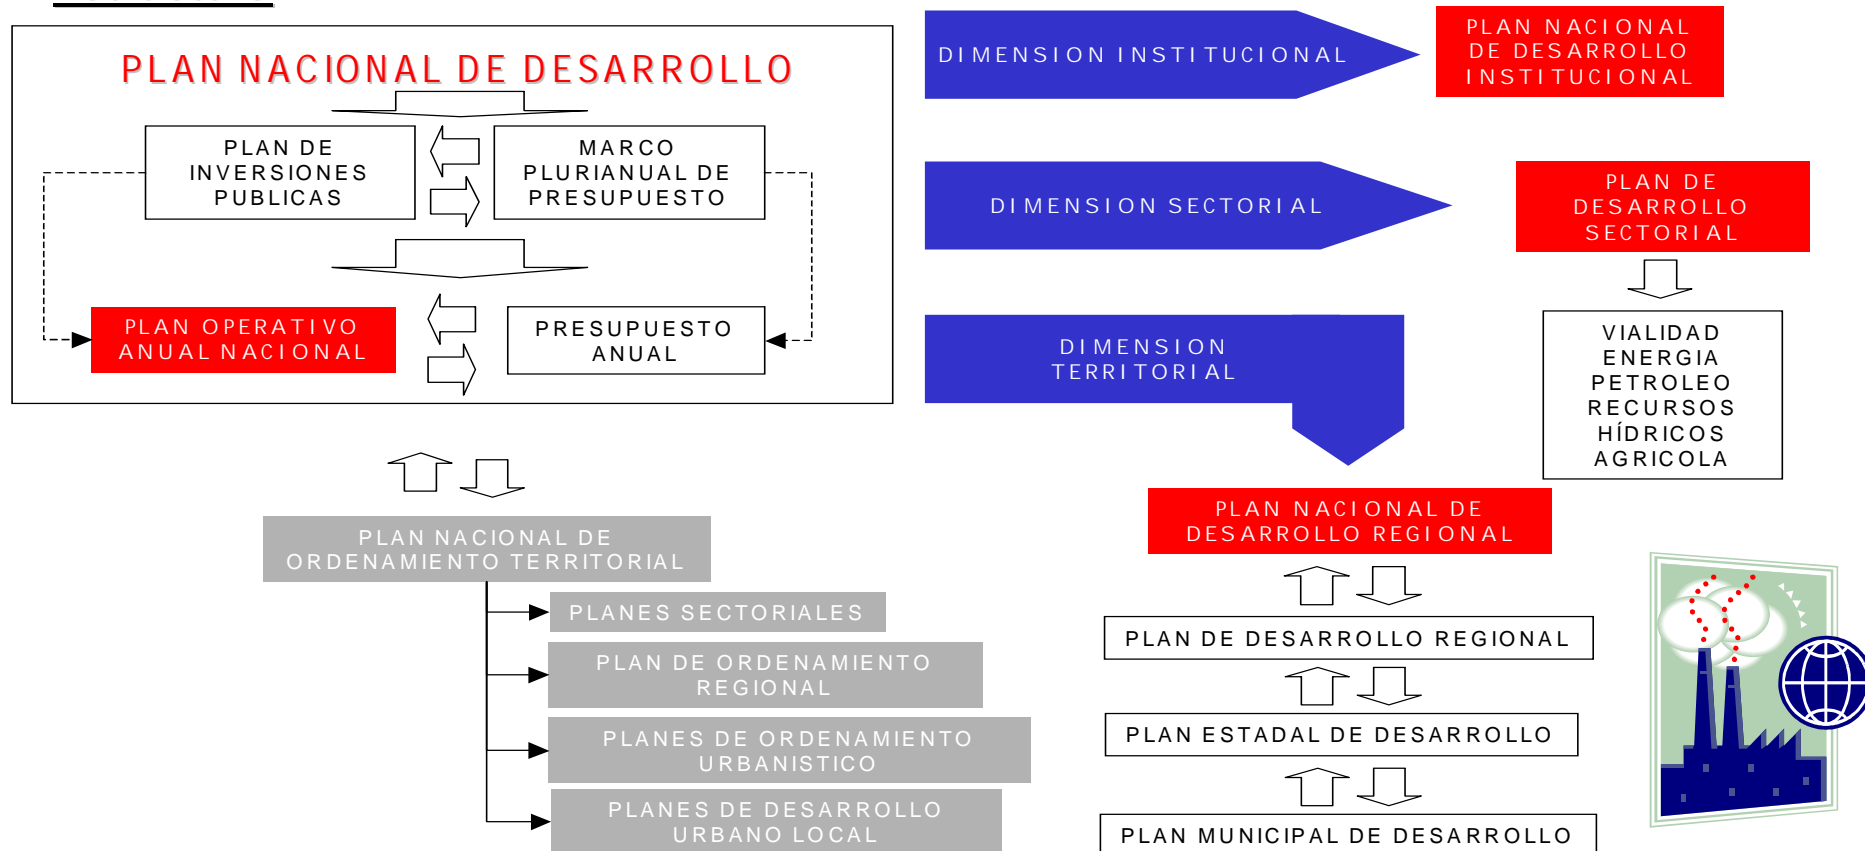 PLAN NACIONAL DE DESARROLLO
PLAN DE
INVERSIONES
PUBLICAS
MARCO
PLURIANUAL DE
PRESUPUESTO
PLAN OPERATIVO
ANUAL NACIONAL
PRESUPUESTO
ANUAL
DIMENSION INSTITUCIONAL
PLAN NACIONAL
DE DESARROLLO
INSTITUCIONAL
DIMENSION SECTORIAL
PLAN DE
DESARROLLO
SECTORIAL
DIMENSION
TERRITORIAL
VIALIDAD
ENERGIA
PETROLEO
RECURSOS
HÍDRICOS
AGRICOLA
PLAN NACIONAL DE
ORDENAMIENTO TERRITORIAL
PLANES SECTORIALES
PLAN DE ORDENAMIENTO
REGIONAL
PLANES DE ORDENAMIENTO
URBANISTICO
PLANES DE DESARROLLO
URBANO LOCAL
PLAN NACIONAL DE
DESARROLLO REGIONAL
PLAN DE DESARROLLO REGIONAL
PLAN ESTADAL DE DESARROLLO
PLAN MUNICIPAL DE DESARROLLO